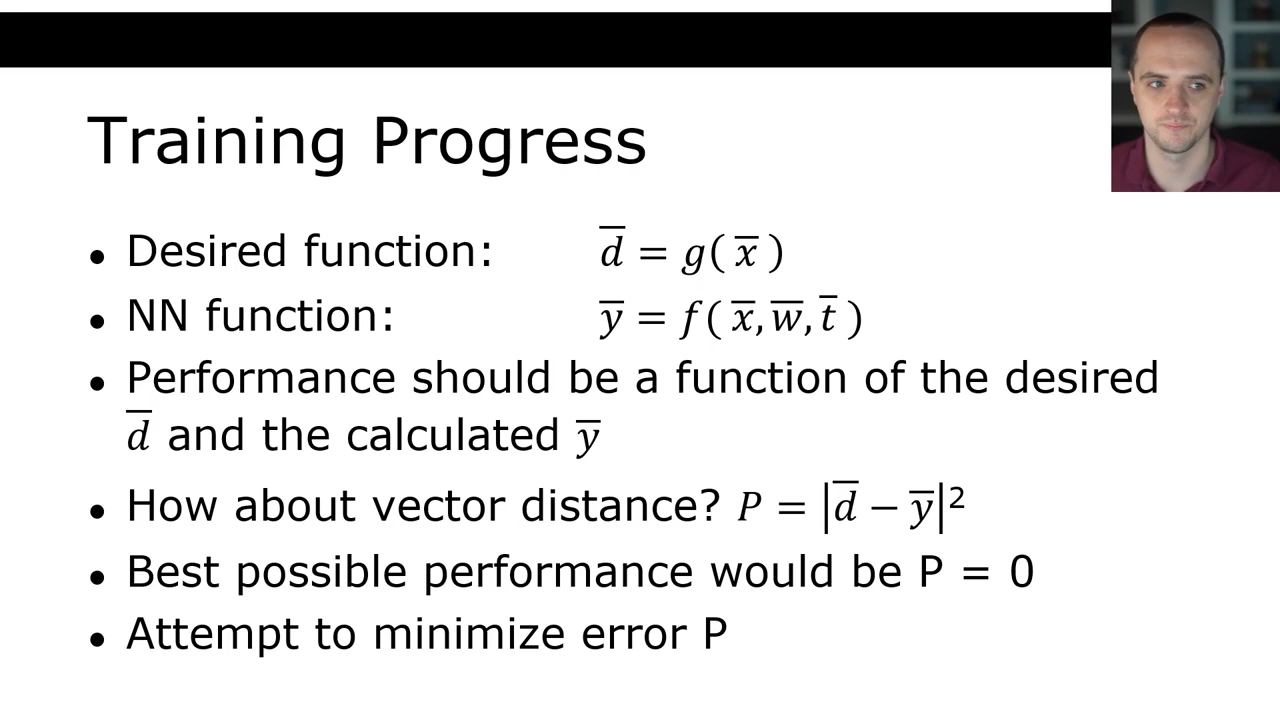 Training Progress
• Desired function: d̅ = g( x̅ )
• NN function: y̅ = f( x̅, w̅, t̅ )
• Performance should be a function of the desired
d̅ and the calculated y̅
• How about vector distance? P = |d̅ − y̅|²
• Best possible performance would be P = 0
• Attempt to minimize error P